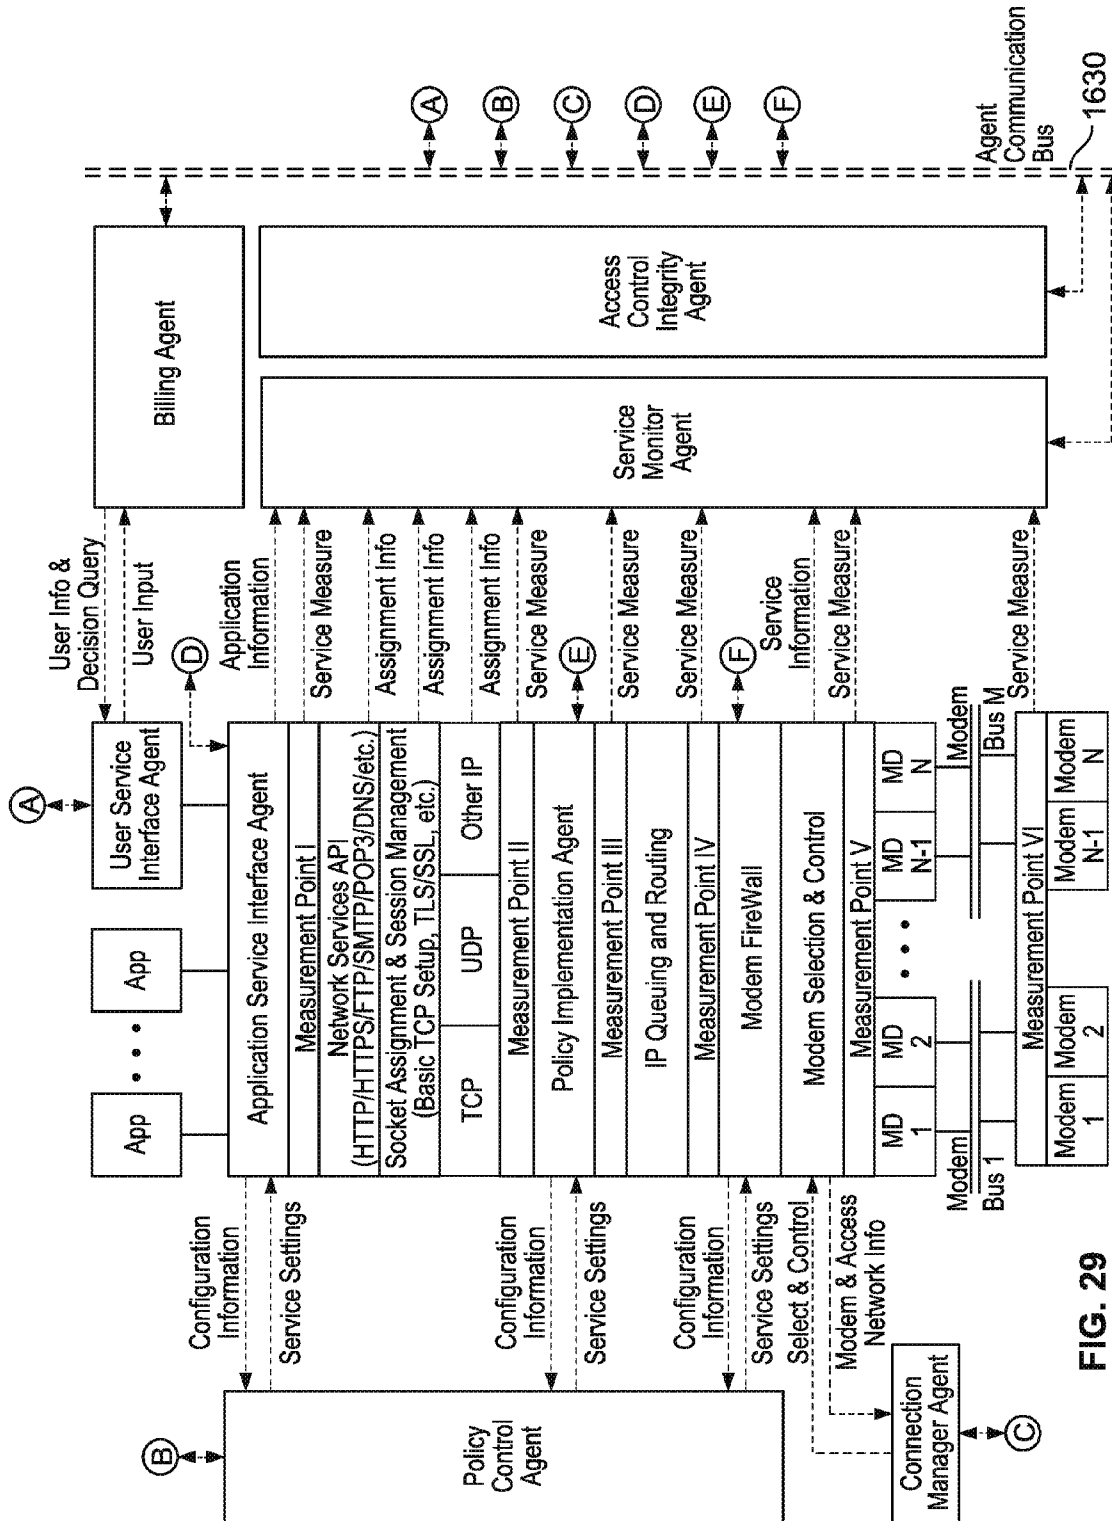 A
User Service
Interface Agent
App
App
User Info &
Decision Query
User Input
Billing Agent
D
Application Service Interface Agent
Measurement Point I
Network Services API
(HTTP/HTTPS/FTP/SMTP/POP3/DNS/etc.)
Socket Assignment & Session Management
(Basic TCP Setup, TLS/SSL, etc.)
TCP
UDP
Other IP
Measurement Point II
Policy Implementation Agent
Measurement Point III
IP Queuing and Routing
Measurement Point IV
Modem FireWall
Modem Selection & Control
Measurement Point V
MD
1
MD
2
MD
N-1
MD
N
Modem
Bus 1
Modem
Bus M
Measurement Point VI
Modem
1
Modem
2
Modem
N-1
Modem
N
Application
Information
Service Measure
Assignment Info
Assignment Info
Assignment Info
Service Measure
E
Service Measure
Service Measure
F
Service
Information
Service Measure
Service Measure
Service
Monitor
Agent
Access
Control
Integrity
Agent
A
B
C
D
E
F
Agent
Communication
Bus
1630
B
Policy
Control
Agent
Configuration
Information
Service Settings
Configuration
Information
Service Settings
Configuration
Information
Service Settings
Select & Control
Modem & Access
Network Info
Connection
Manager Agent
C
FIG. 29